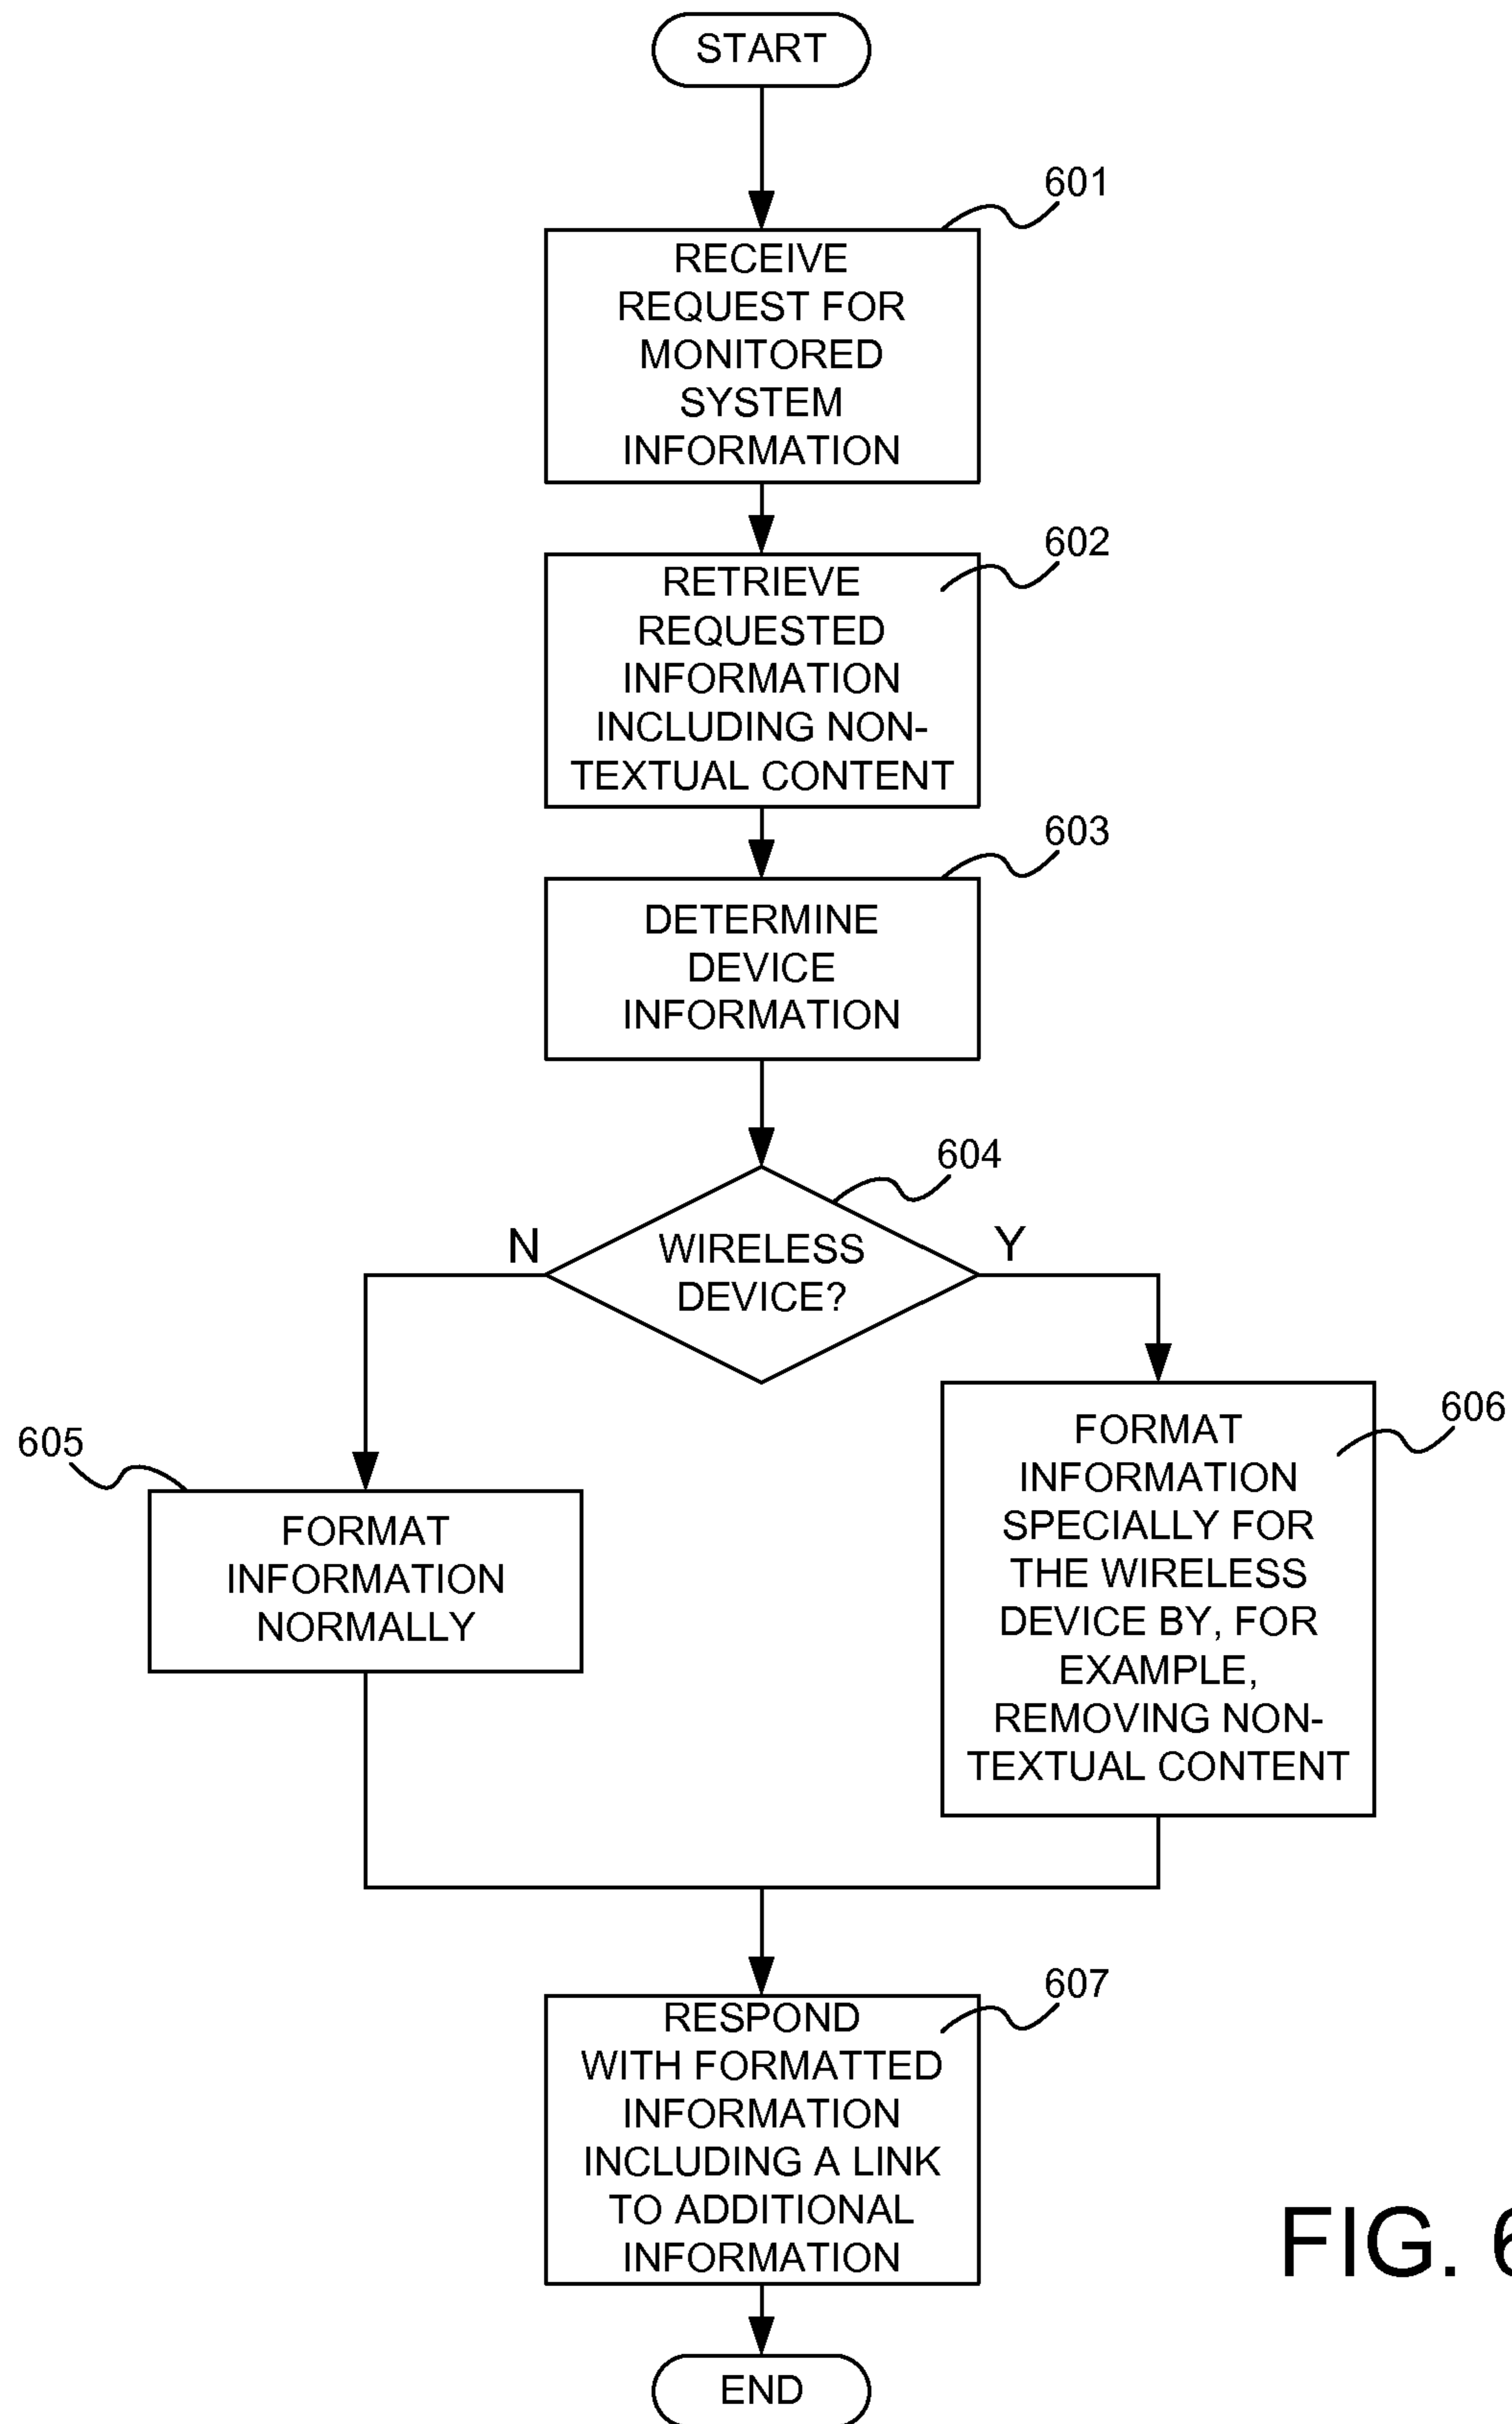 START
601
RECEIVE
REQUEST FOR
MONITORED
SYSTEM
INFORMATION
602
RETRIEVE
REQUESTED
INFORMATION
INCLUDING NON-
TEXTUAL CONTENT
603
DETERMINE
DEVICE
INFORMATION
604
N
WIRELESS
DEVICE?
Y
605
FORMAT
INFORMATION
NORMALLY
606
FORMAT
INFORMATION
SPECIALLY FOR
THE WIRELESS
DEVICE BY, FOR
EXAMPLE,
REMOVING NON-
TEXTUAL CONTENT
607
RESPOND
WITH FORMATTED
INFORMATION
INCLUDING A LINK
TO ADDITIONAL
INFORMATION
FIG. 6
END